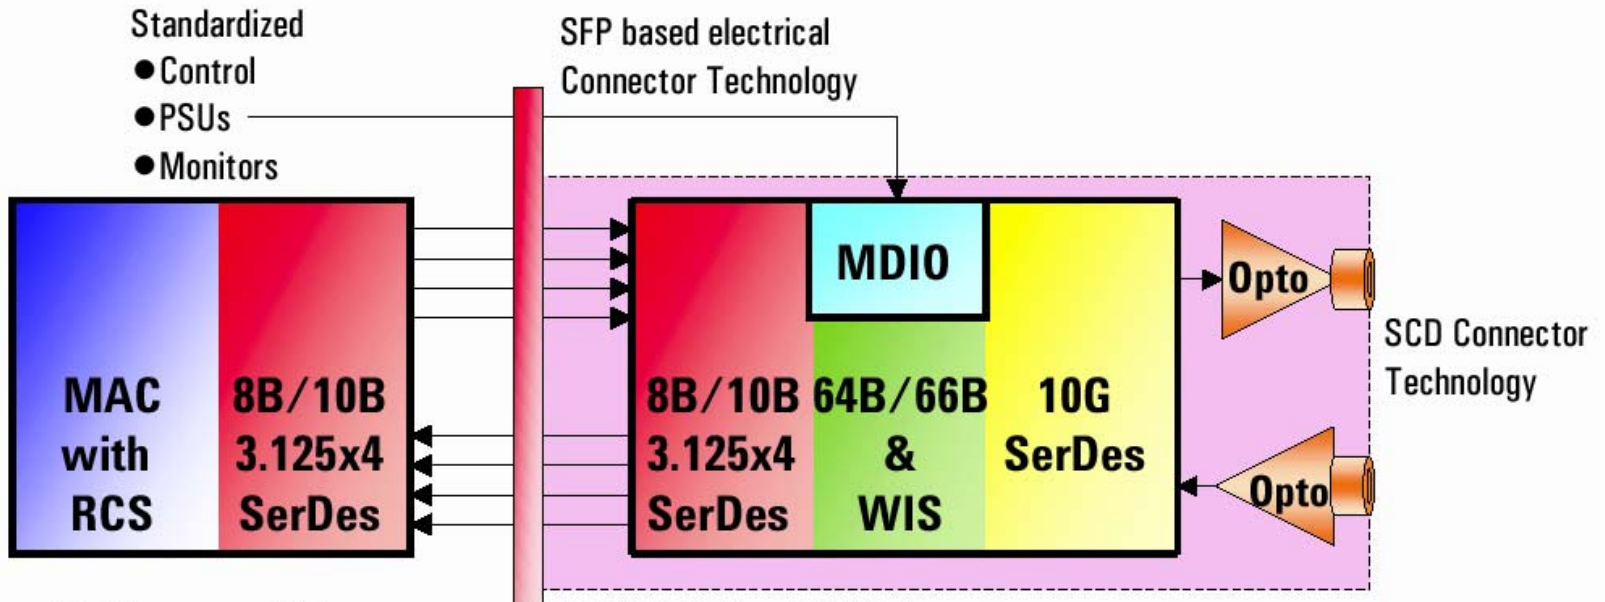 Standardized
●Control
●PSUs
●Monitors
SFP based electrical
Connector Technology
MAC
with
RCS
8B/10B
3.125x4
SerDes
8B/10B
3.125x4
SerDes
MDIO
64B/66B
&
WIS
10G
SerDes
Opto
Opto
SCD Connector
Technology